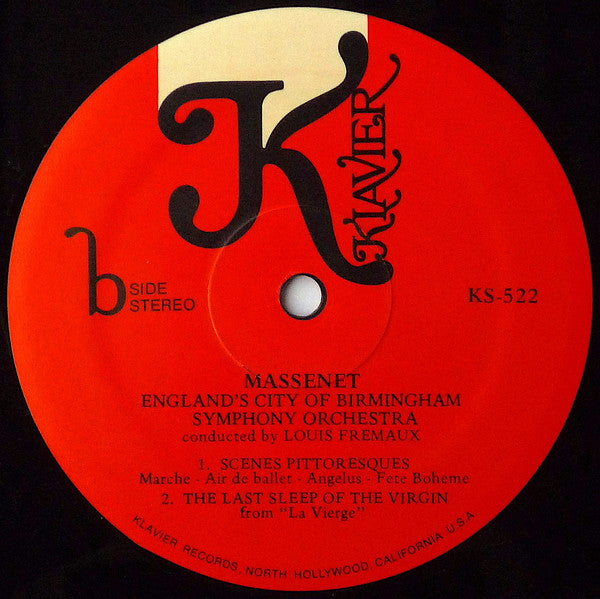 K
KLAVIER
b SIDE
STEREO
KS-522
MASSENET
ENGLAND'S CITY OF BIRMINGHAM
SYMPHONY ORCHESTRA
conducted by LOUIS FREMAUX
1. SCENES PITTORESQUES
Marche - Air de ballet - Angelus - Fete Boheme
2. THE LAST SLEEP OF THE VIRGIN
from "La Vierge"
KLAVIER RECORDS, NORTH HOLLYWOOD, CALIFORNIA U.S.A